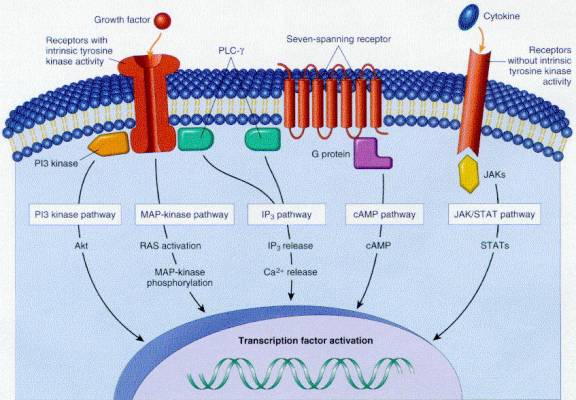 Growth factor
Cytokine
Receptors with
intrinsic tyrosine
kinase activity
PLC-γ
Seven-spanning receptor
Receptors
without intrinsic
tyrosine kinase
activity
PI3 kinase
G protein
JAKs
PI3 kinase pathway
MAP-kinase pathway
IP3 pathway
cAMP pathway
JAK/STAT pathway
Akt
RAS activation
IP3 release
cAMP
STATs
MAP-kinase
phosphorylation
Ca2+ release
Transcription factor activation